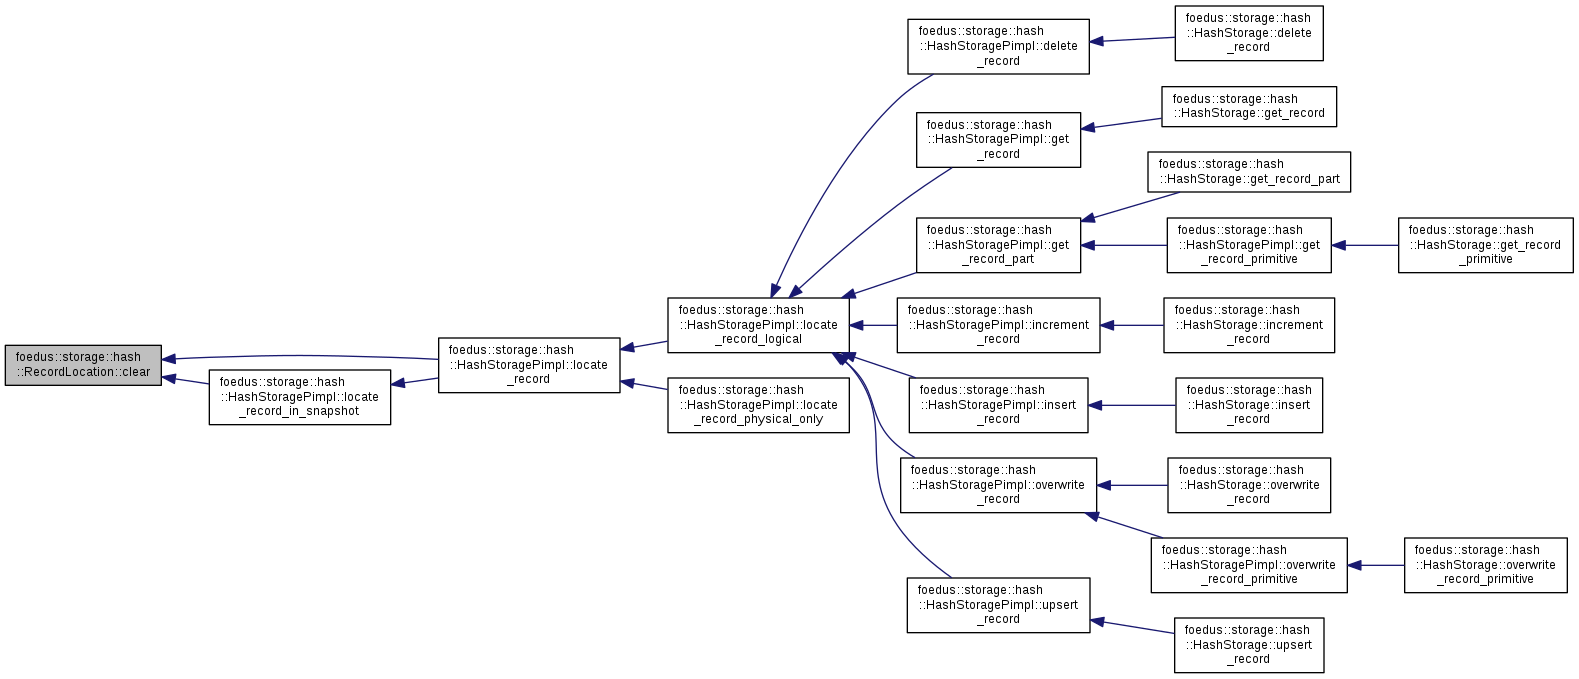 foedus::storage::hash
::RecordLocation::clear
foedus::storage::hash
::HashStoragePimpl::locate
_record_in_snapshot
foedus::storage::hash
::HashStoragePimpl::locate
_record
foedus::storage::hash
::HashStoragePimpl::locate
_record_logical
foedus::storage::hash
::HashStoragePimpl::locate
_record_physical_only
foedus::storage::hash
::HashStoragePimpl::delete
_record
foedus::storage::hash
::HashStorage::delete
_record
foedus::storage::hash
::HashStoragePimpl::get
_record
foedus::storage::hash
::HashStorage::get_record
foedus::storage::hash
::HashStoragePimpl::get
_record_part
foedus::storage::hash
::HashStorage::get_record_part
foedus::storage::hash
::HashStoragePimpl::get
_record_primitive
foedus::storage::hash
::HashStorage::get_record
_primitive
foedus::storage::hash
::HashStoragePimpl::increment
_record
foedus::storage::hash
::HashStorage::increment
_record
foedus::storage::hash
::HashStoragePimpl::insert
_record
foedus::storage::hash
::HashStorage::insert
_record
foedus::storage::hash
::HashStoragePimpl::overwrite
_record
foedus::storage::hash
::HashStorage::overwrite
_record
foedus::storage::hash
::HashStoragePimpl::overwrite
_record_primitive
foedus::storage::hash
::HashStorage::overwrite
_record_primitive
foedus::storage::hash
::HashStoragePimpl::upsert
_record
foedus::storage::hash
::HashStorage::upsert
_record